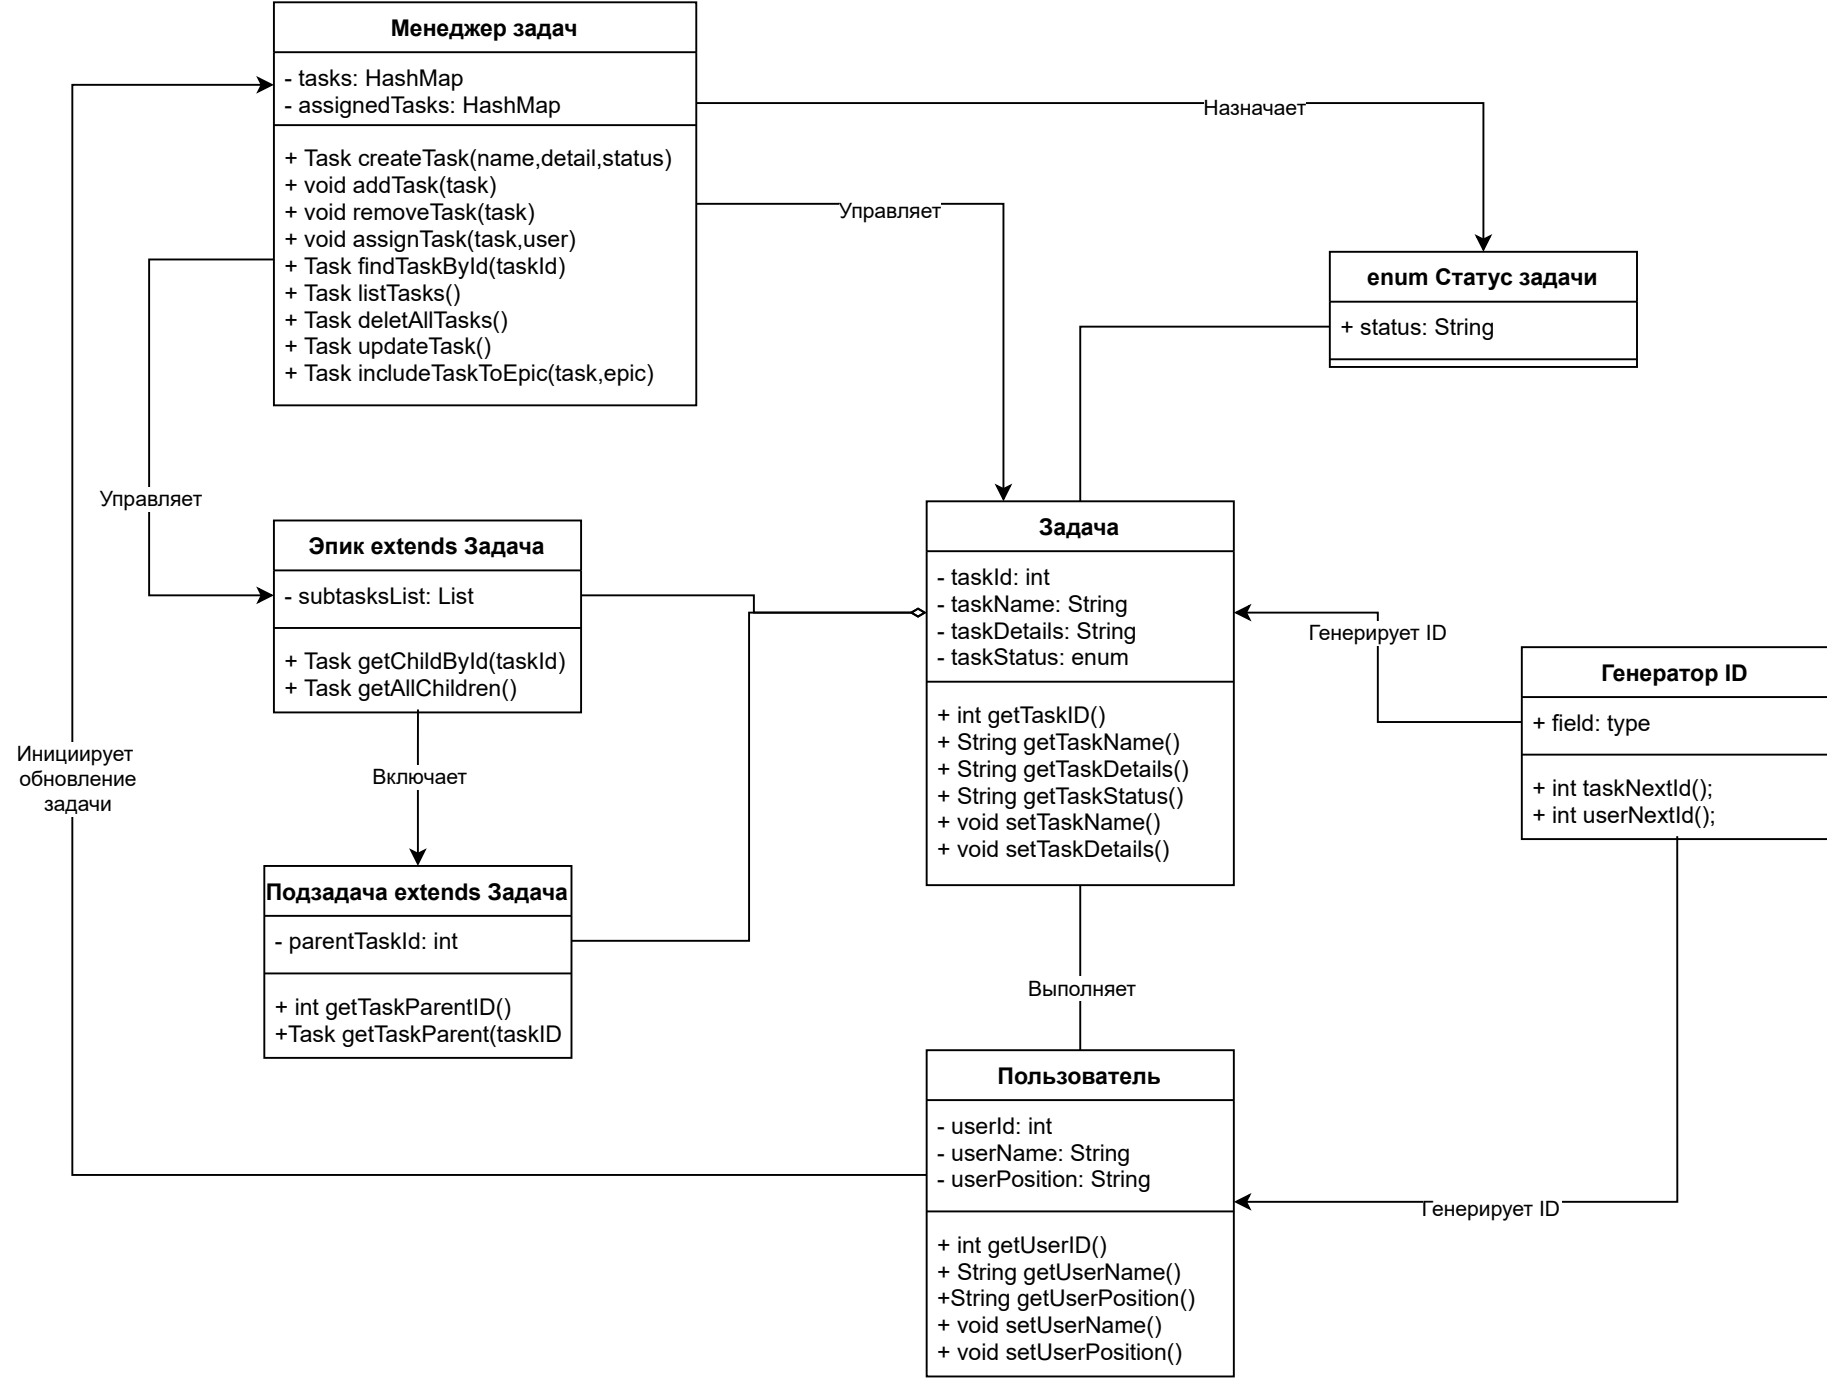 Менеджер задач
- tasks: HashMap
- assignedTasks: HashMap
+ Task createTask(name,detail,status)
+ void addTask(task)
+ void removeTask(task)
+ void assignTask(task,user)
+ Task findTaskById(taskId)
+ Task listTasks()
+ Task deletAllTasks()
+ Task updateTask()
+ Task includeTaskToEpic(task,epic)
Назначает
Управляет
enum Статус задачи
+ status: String
Управляет
Эпик extends Задача
- subtasksList: List
+ Task getChildById(taskId)
+ Task getAllChildren()
Включает
Инициирует
обновление
задачи
Подзадача extends Задача
- parentTaskId: int
+ int getTaskParentID()
+Task getTaskParent(taskID
Задача
- taskId: int
- taskName: String
- taskDetails: String
- taskStatus: enum
+ int getTaskID()
+ String getTaskName()
+ String getTaskDetails()
+ String getTaskStatus()
+ void setTaskName()
+ void setTaskDetails()
Генерирует ID
Генератор ID
+ field: type
+ int taskNextId();
+ int userNextId();
Выполняет
Пользователь
- userId: int
- userName: String
- userPosition: String
+ int getUserID()
+ String getUserName()
+String getUserPosition()
+ void setUserName()
+ void setUserPosition()
Генерирует ID